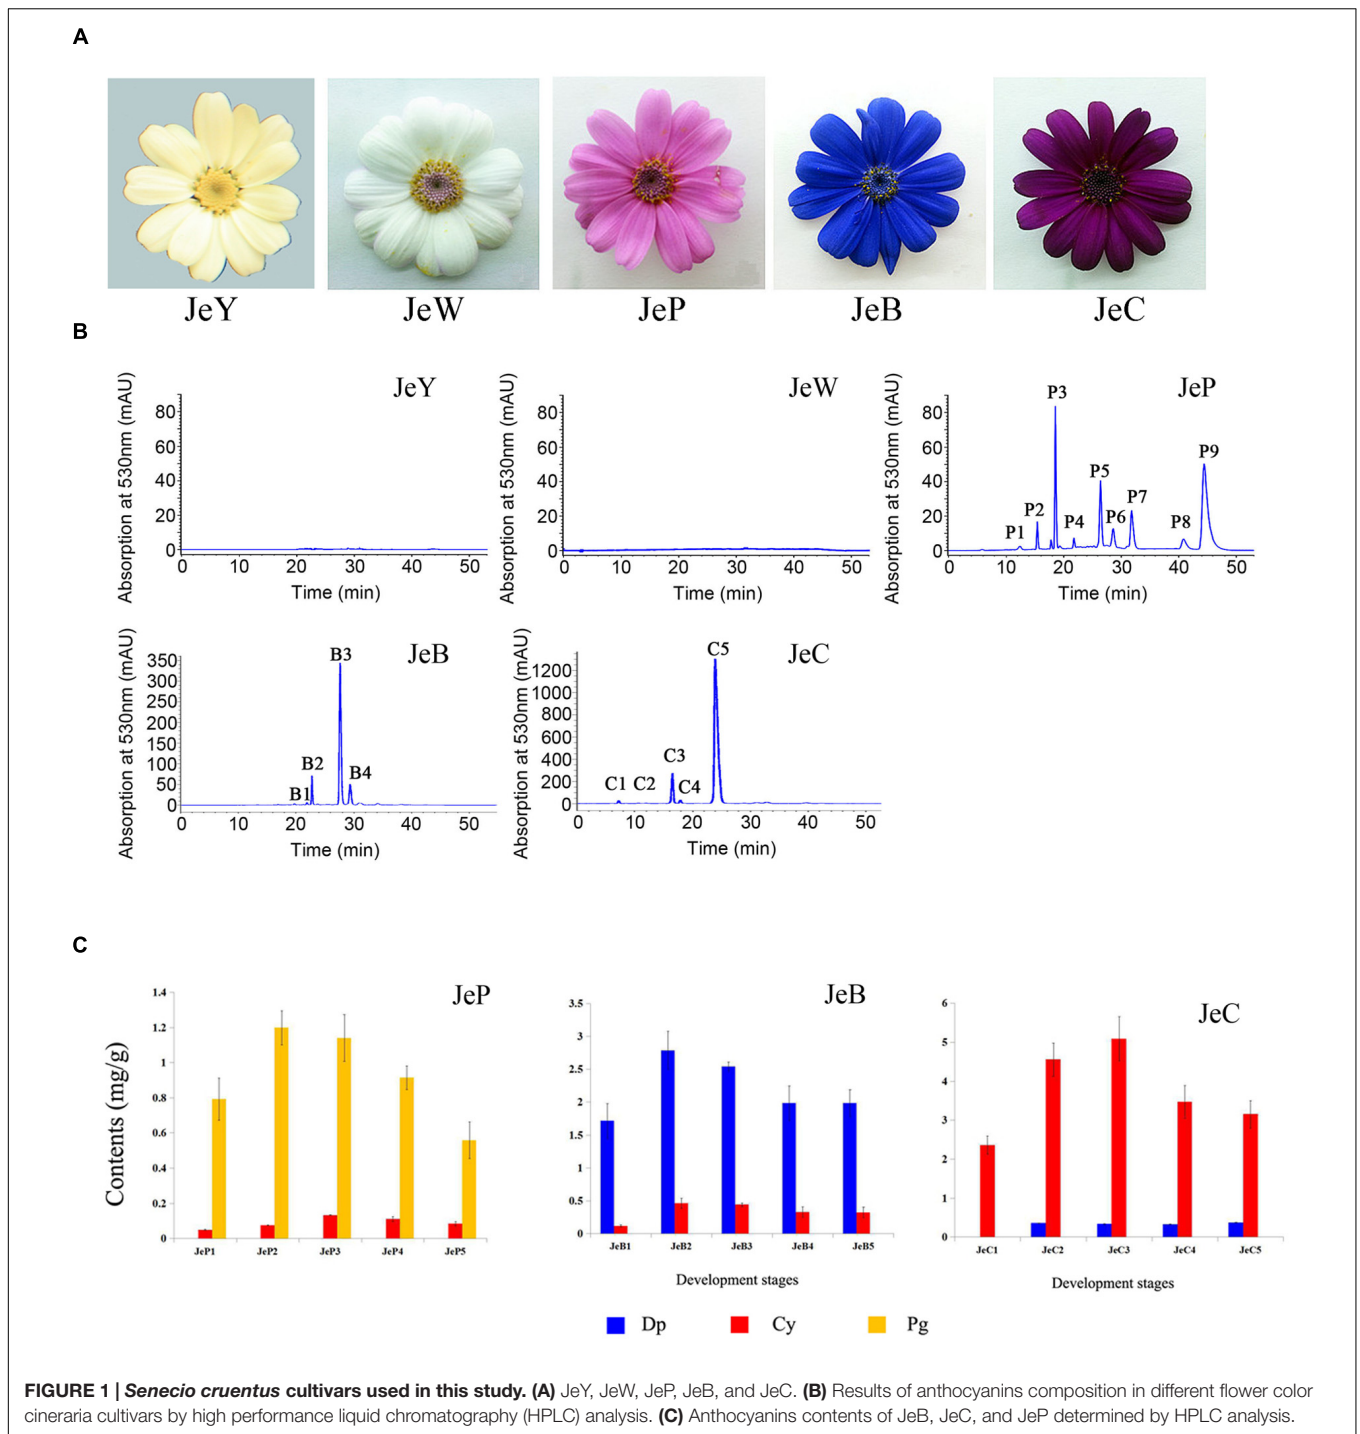 A
JeY JeW JeP JeB JeC
B
JeY
Absorption at 530nm (mAU)
80
60
40
20
0
0 10 20 30 40 50
Time (min)
JeW
Absorption at 530nm (mAU)
80
60
40
20
0
0 10 20 30 40 50
Time (min)
JeP
Absorption at 530nm (mAU)
80
60
40
20
0
P1 P2 P3 P4 P5 P6 P7 P8 P9
0 10 20 30 40 50
Time (min)
JeB
Absorption at 530nm (mAU)
350
300
250
200
150
100
50
0
B1 B2 B3 B4
0 10 20 30 40 50
Time (min)
JeC
Absorption at 530nm (mAU)
1200
1000
800
600
400
200
0
C1 C2 C3 C4 C5
0 10 20 30 40 50
Time (min)
C
JeP
Contents (mg/g)
1.4
1.2
1
0.8
0.6
0.4
0.2
0
JeP1 JeP2 JeP3 JeP4 JeP5
JeB
3.5
3
2.5
2
1.5
1
0.5
0
JeB1 JeB2 JeB3 JeB4 JeB5
Development stages
JeC
6
5
4
3
2
1
0
JeC1 JeC2 JeC3 JeC4 JeC5
Development stages
Dp Cy Pg
FIGURE 1 | Senecio cruentus cultivars used in this study. (A) JeY, JeW, JeP, JeB, and JeC. (B) Results of anthocyanins composition in different flower color
cineraria cultivars by high performance liquid chromatography (HPLC) analysis. (C) Anthocyanins contents of JeB, JeC, and JeP determined by HPLC analysis.